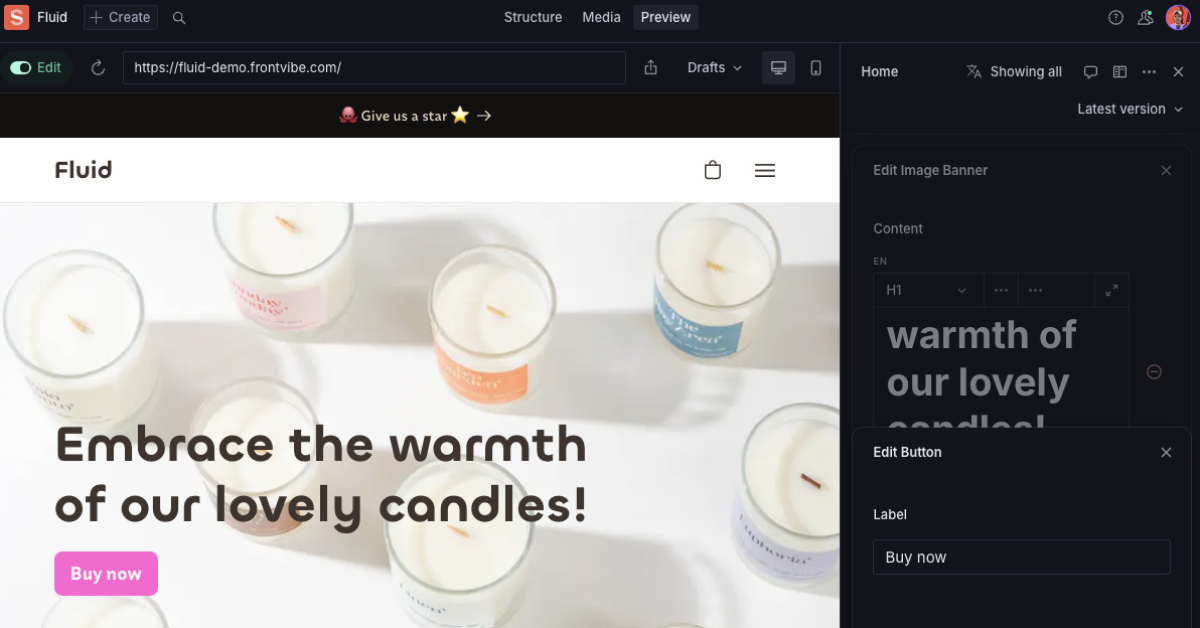 S Fluid Create Structure Media Preview
Edit https://fluid-demo.frontvibe.com/ Drafts
Give us a star →
Fluid
Embrace the warmth
of our lovely candles!
Buy now
Home Showing all
Latest version
Edit Image Banner
Content
EN
H1
warmth of
our lovely
candles!
Edit Button
Label
Buy now